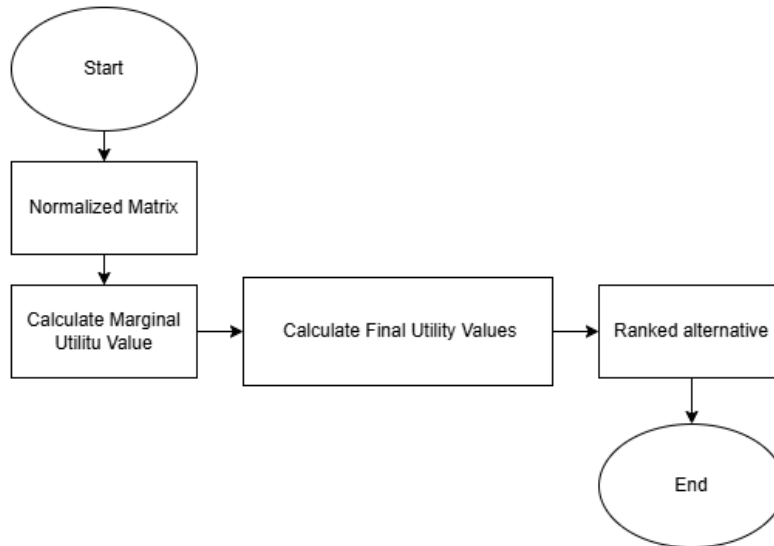 Start
Normalized Matrix
Calculate Marginal
Utilitu Value
Calculate Final Utility Values
Ranked alternative
End